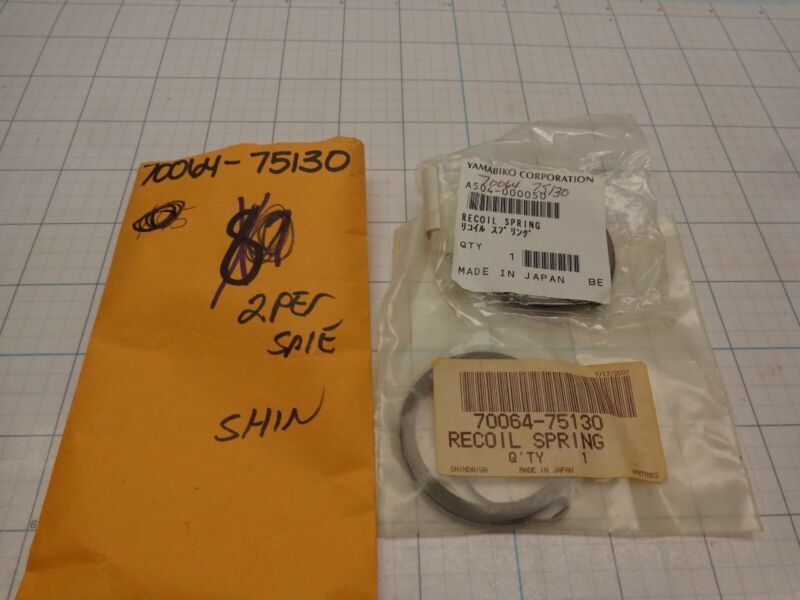 70064-75130
8
2 PER
SALE
SHIN
YAMABIKO CORPORATION
70064 75130
A504-000050
RECOIL SPRING
リコイル スプリング
QTY 1
MADE IN JAPAN BE
7/17/2007
70064-75130
RECOIL SPRING
Q'TY 1
SHINDAIWA MADE IN JAPAN